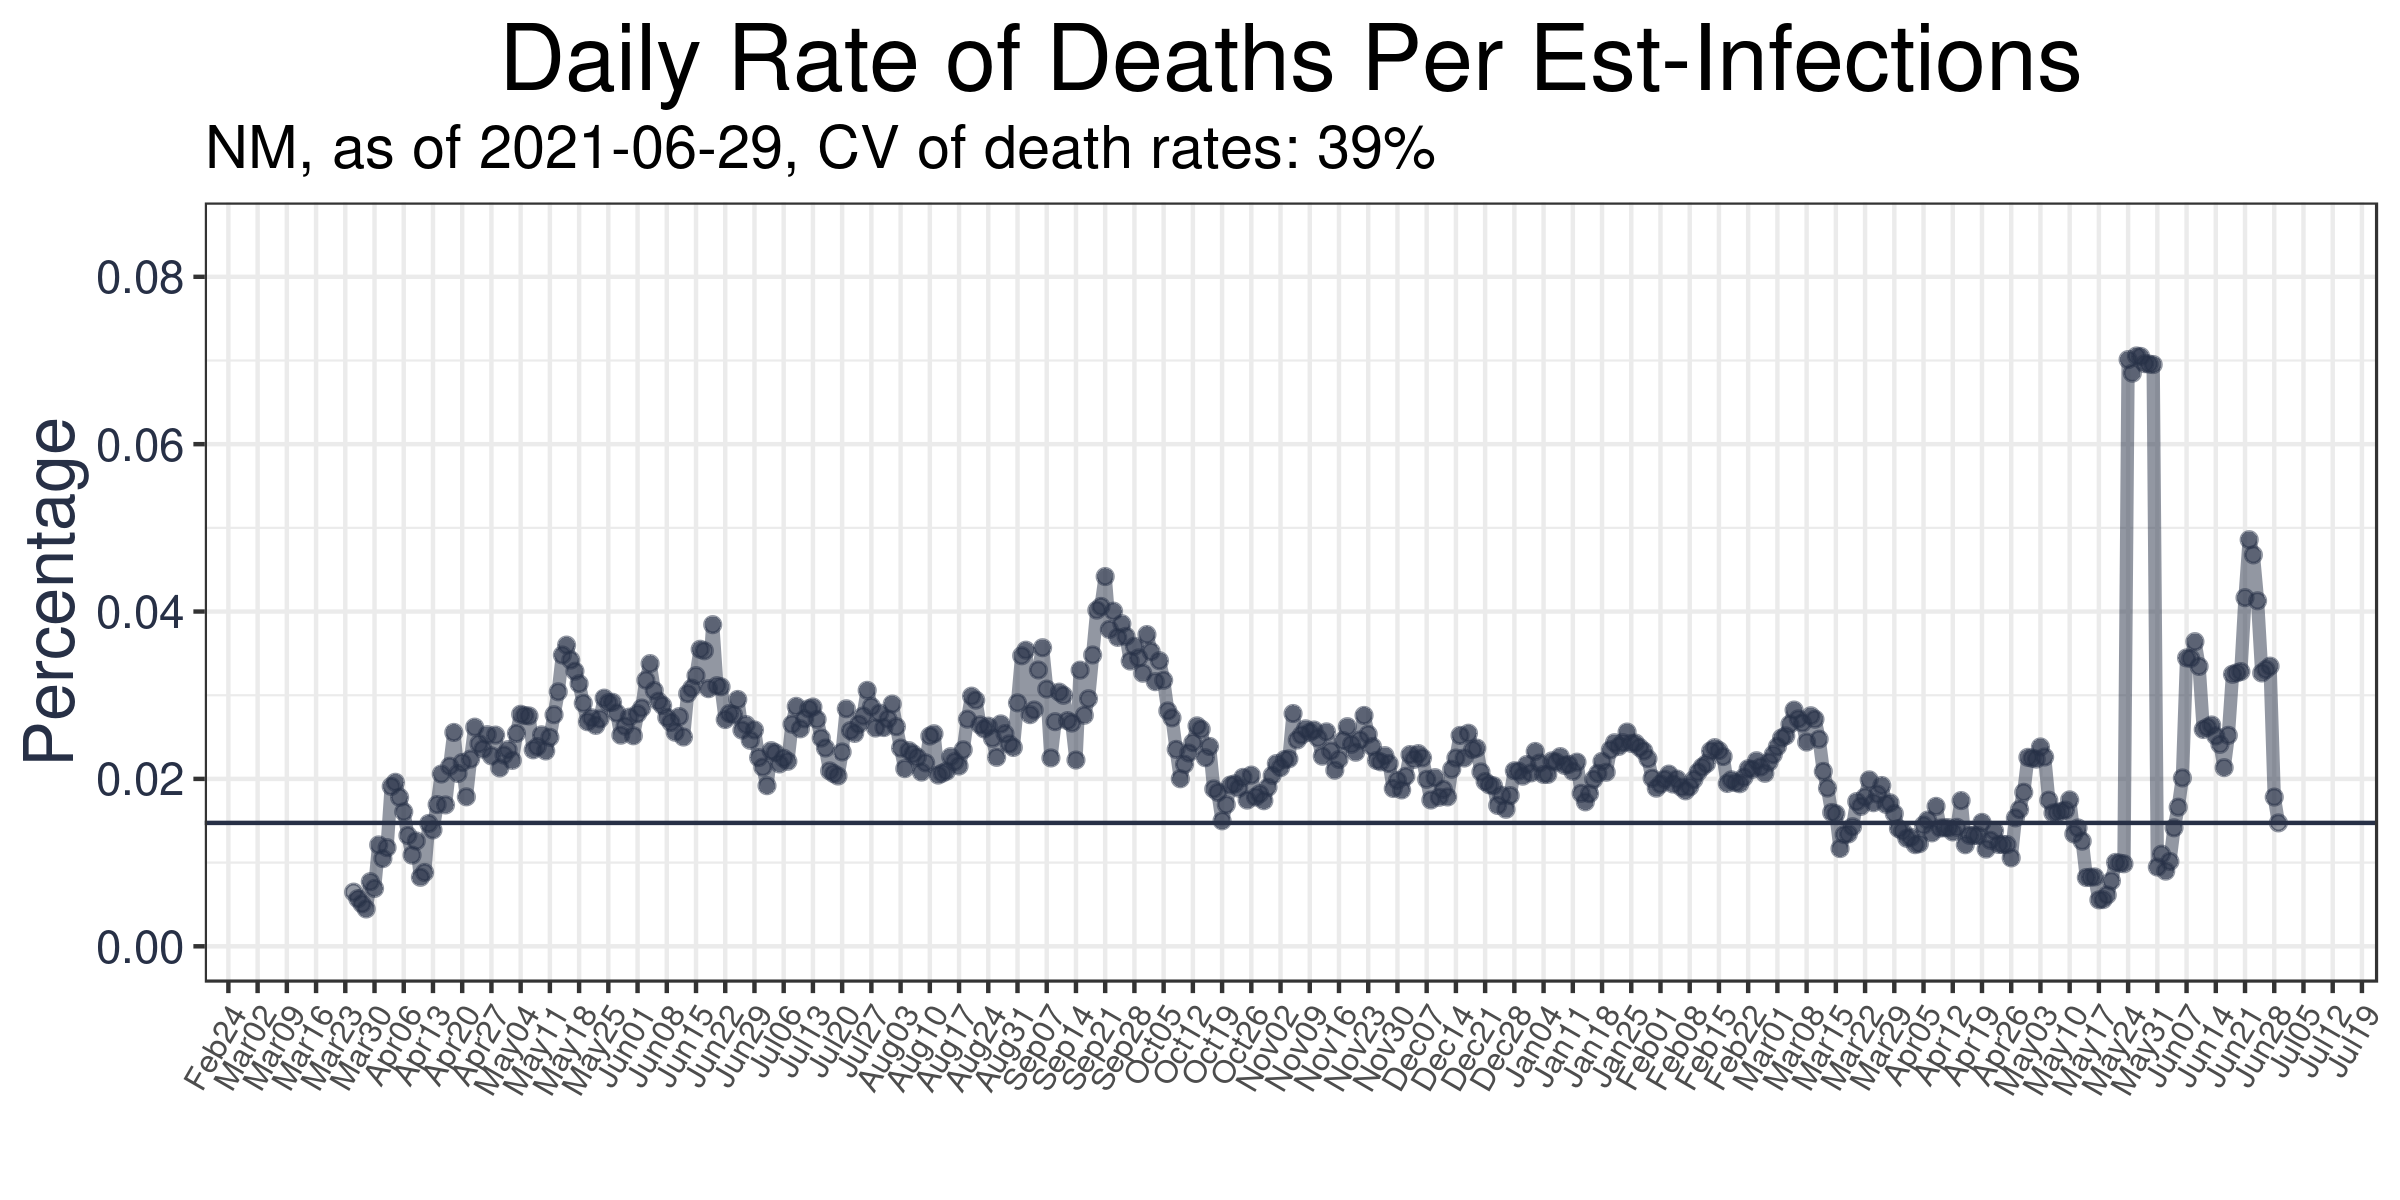 Daily Rate of Deaths Per Est-Infections
NM, as of 2021-06-29, CV of death rates: 39%
Percentage
0.08
0.06
0.04
0.02
0.00
Feb24
Mar02
Mar09
Mar16
Mar23
Mar30
Apr06
Apr13
Apr20
Apr27
May04
May11
May18
May25
Jun01
Jun08
Jun15
Jun22
Jun29
Jul06
Jul13
Jul20
Jul27
Aug03
Aug10
Aug17
Aug24
Aug31
Sep07
Sep14
Sep21
Sep28
Oct05
Oct12
Oct19
Oct26
Nov02
Nov09
Nov16
Nov23
Nov30
Dec07
Dec14
Dec21
Dec28
Jan04
Jan11
Jan18
Jan25
Feb01
Feb08
Feb15
Feb22
Mar01
Mar08
Mar15
Mar22
Mar29
Apr05
Apr12
Apr19
Apr26
May03
May10
May17
May24
May31
Jun07
Jun14
Jun21
Jun28
Jul05
Jul12
Jul19